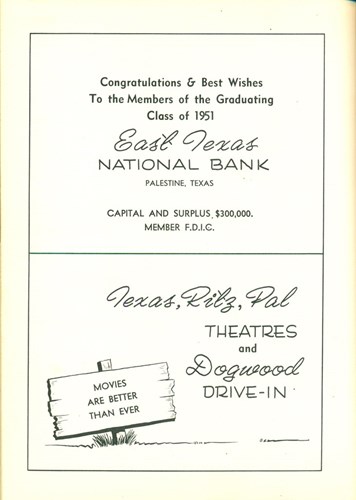 Congratulations & Best Wishes
To the Members of the Graduating
Class of 1951
East Texas
NATIONAL BANK
PALESTINE, TEXAS
CAPITAL AND SURPLUS $300,000.
MEMBER F.D.I.C.
Texas, Ritz, Pal
THEATRES
and
Dogwood
DRIVE-IN
MOVIES
ARE BETTER
THAN EVER